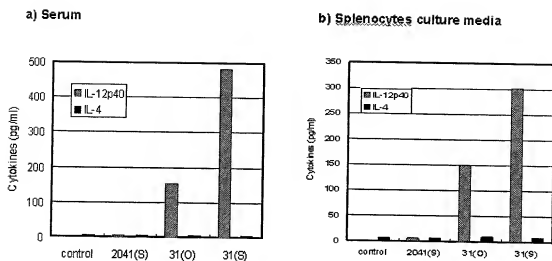 a) Serum
500
400
300
200
100
0
Cytokines (pg/ml)
IL-12p40
IL-4
control 2041(S) 31(O) 31(S)
b) Splenocytes culture media
350
300
250
200
150
100
50
0
Cytokines (pg/ml)
IL-12p40
IL-4
control 2041(S) 31(O) 31(S)